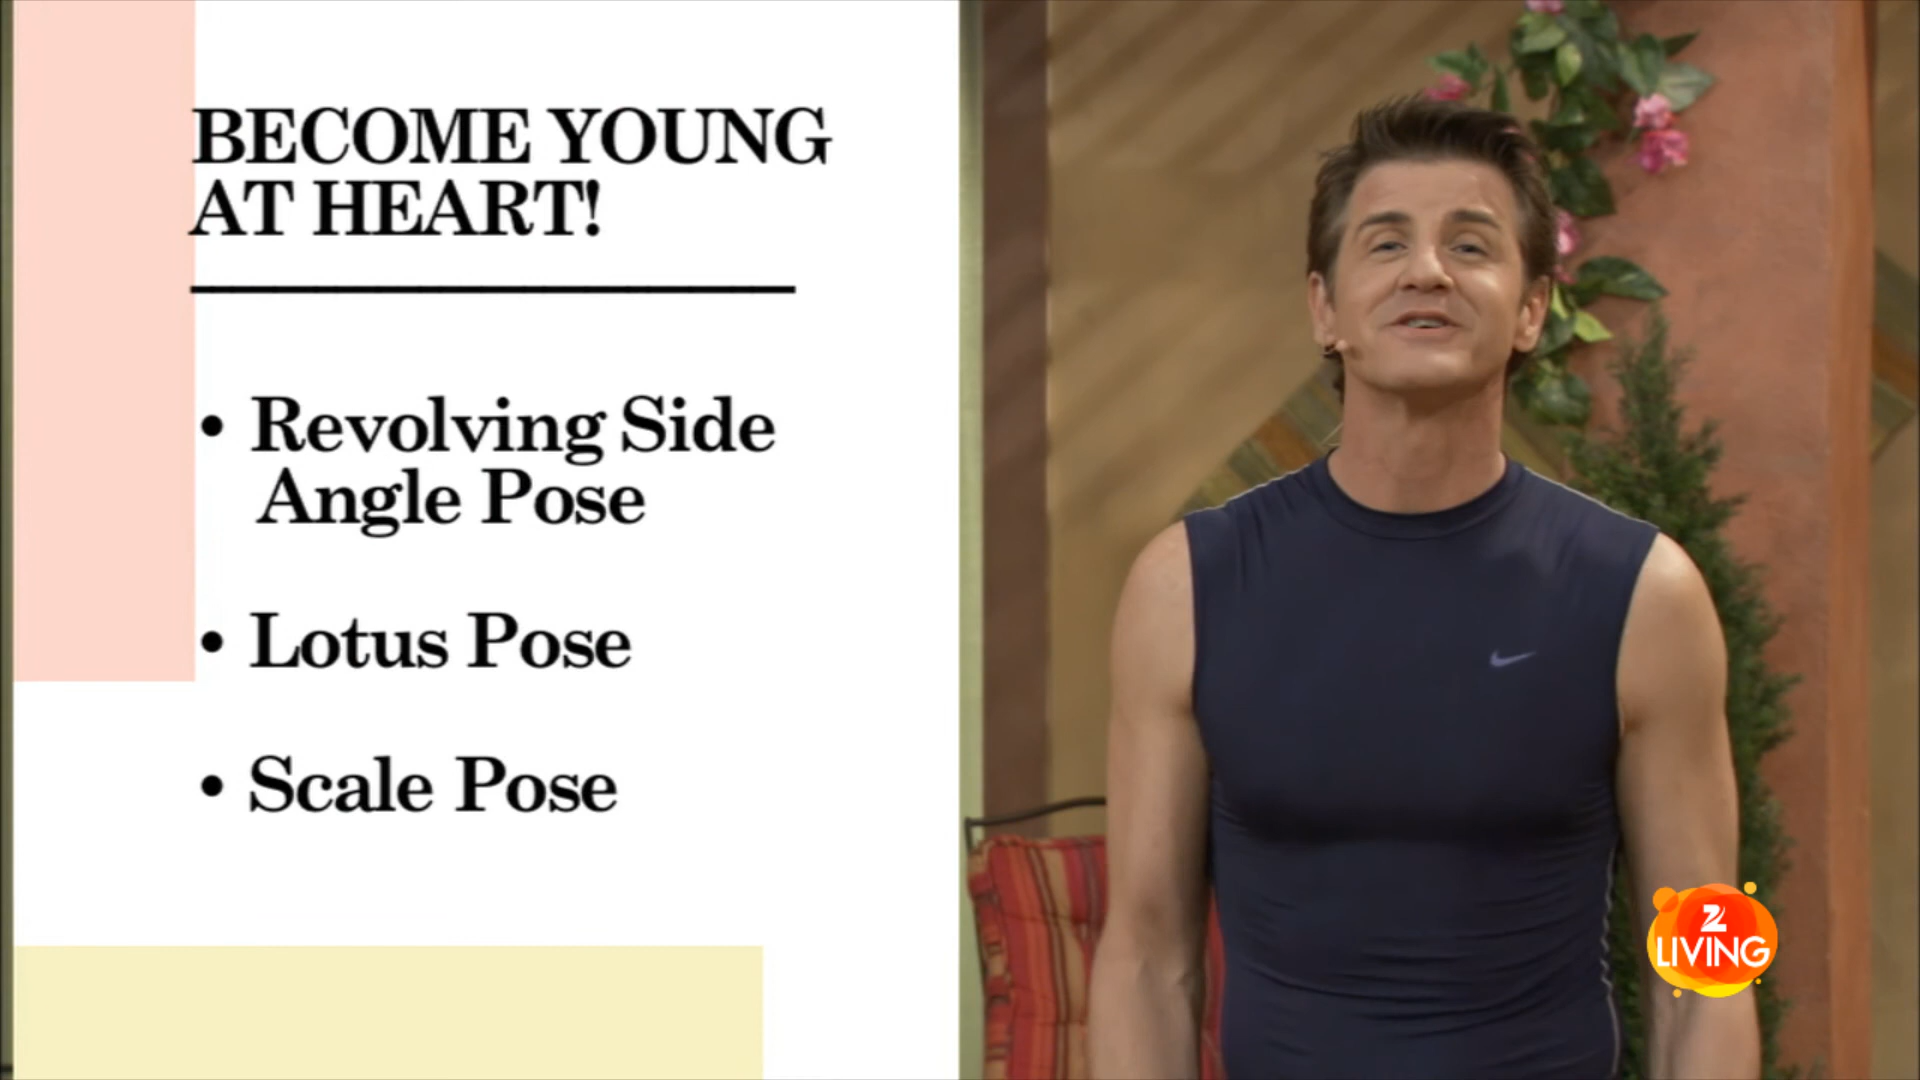 BECOME YOUNG
AT HEART!
• Revolving Side
Angle Pose
• Lotus Pose
• Scale Pose
Z
LIVING